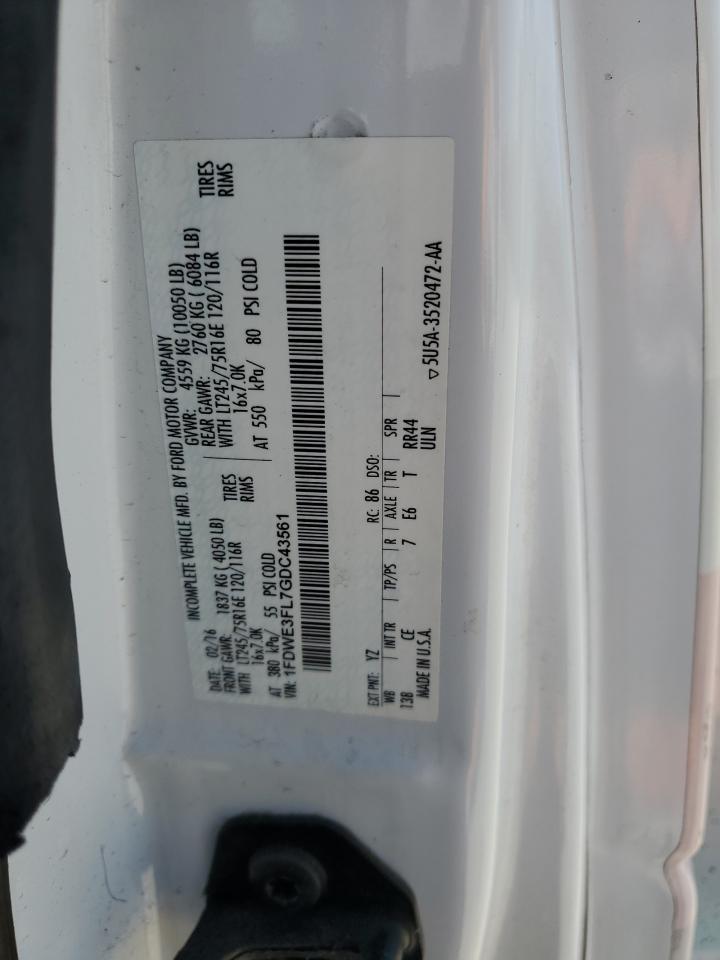 INCOMPLETE VEHICLE MFD. BY FORD MOTOR COMPANY
DATE: 02/16 GVWR: 4559 KG (10050 LB)
FRONT GAWR: 1837 KG ( 4050 LB) REAR GAWR: 2760 KG ( 6084 LB)
WITH LT245/75R16E 120/116R TIRES WITH LT245/75R16E 120/116R TIRES
16x7.0K RIMS 16x7.0K RIMS
AT 380 kPa/ 55 PSI COLD AT 550 kPa/ 80 PSI COLD
VIN: 1FDWE3FL7GDC43561
EXT PNT: YZ RC: 86 DSO:
WB INT TR TP/PS R AXLE TR SPR
138 CE 7 E6 T RR44
MADE IN U.S.A. ULN
▽ 5U5A-3520472-AA